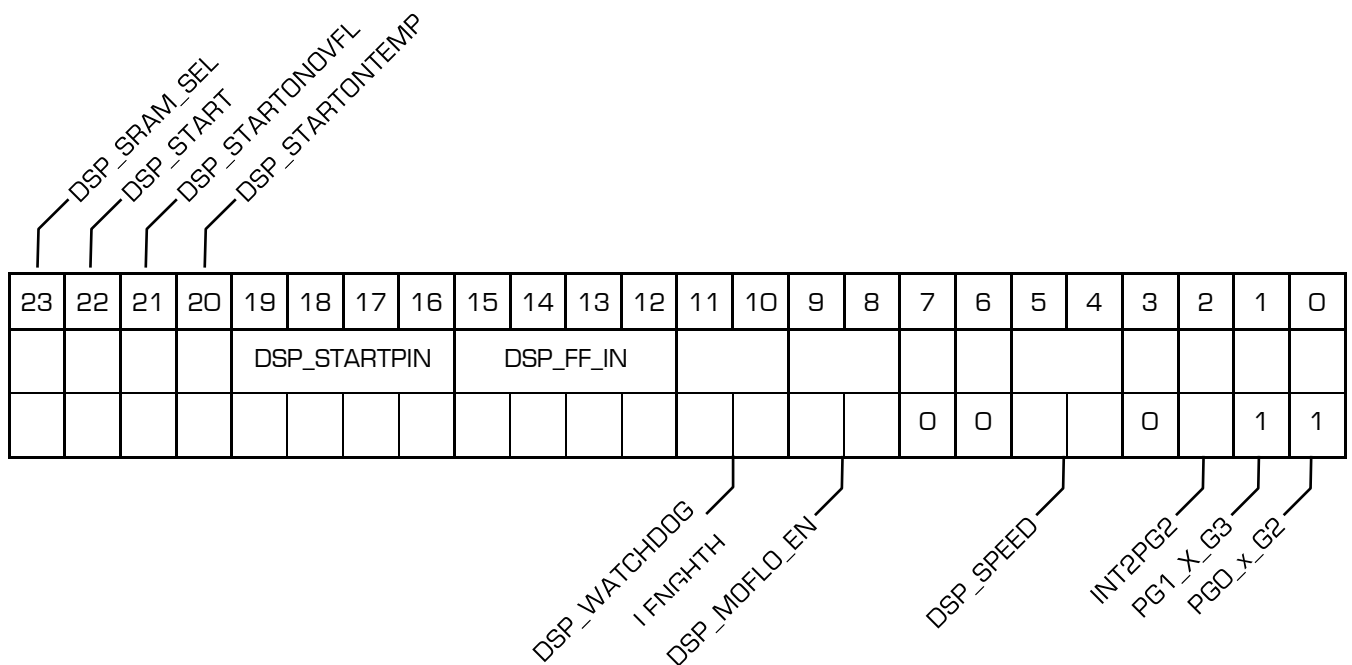 DSP_SRAM_SEL
DSP_START
DSP_STARTONOVFL
DSP_STARTONTEMP
23 22 21 20 19 18 17 16 15 14 13 12 11 10 9 8 7 6 5 4 3 2 1 0
DSP_STARTPIN DSP_FF_IN
0 0 0 1 1
DSP_WATCHDOG
DSP_MOFLO_EN
DSP_SPEED
INT2PG2
PG1_X_G3
PG0_x_G2